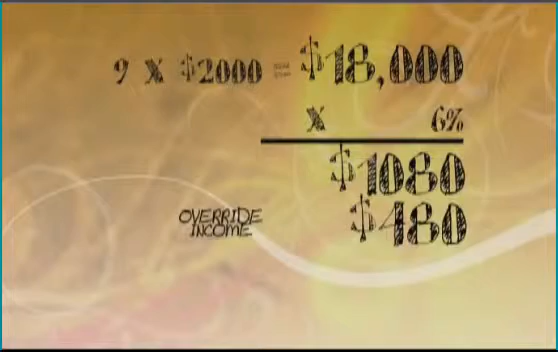 9 X $2000 = $18,000
X 6%
$1080
OVERRIDE
INCOME
$480